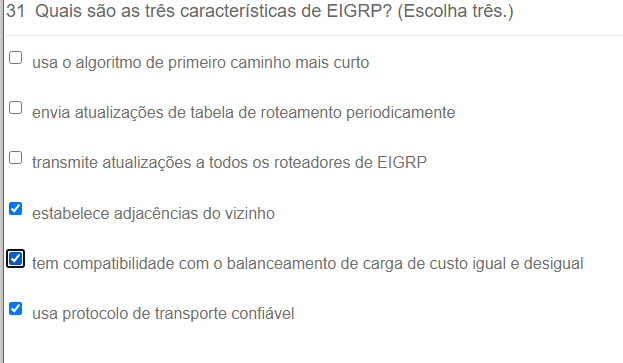 31 Quais são as três características de EIGRP? (Escolha três.)
usa o algoritmo de primeiro caminho mais curto
envia atualizações de tabela de roteamento periodicamente
transmite atualizações a todos os roteadores de EIGRP
estabelece adjacências do vizinho
tem compatibilidade com o balanceamento de carga de custo igual e desigual
usa protocolo de transporte confiável